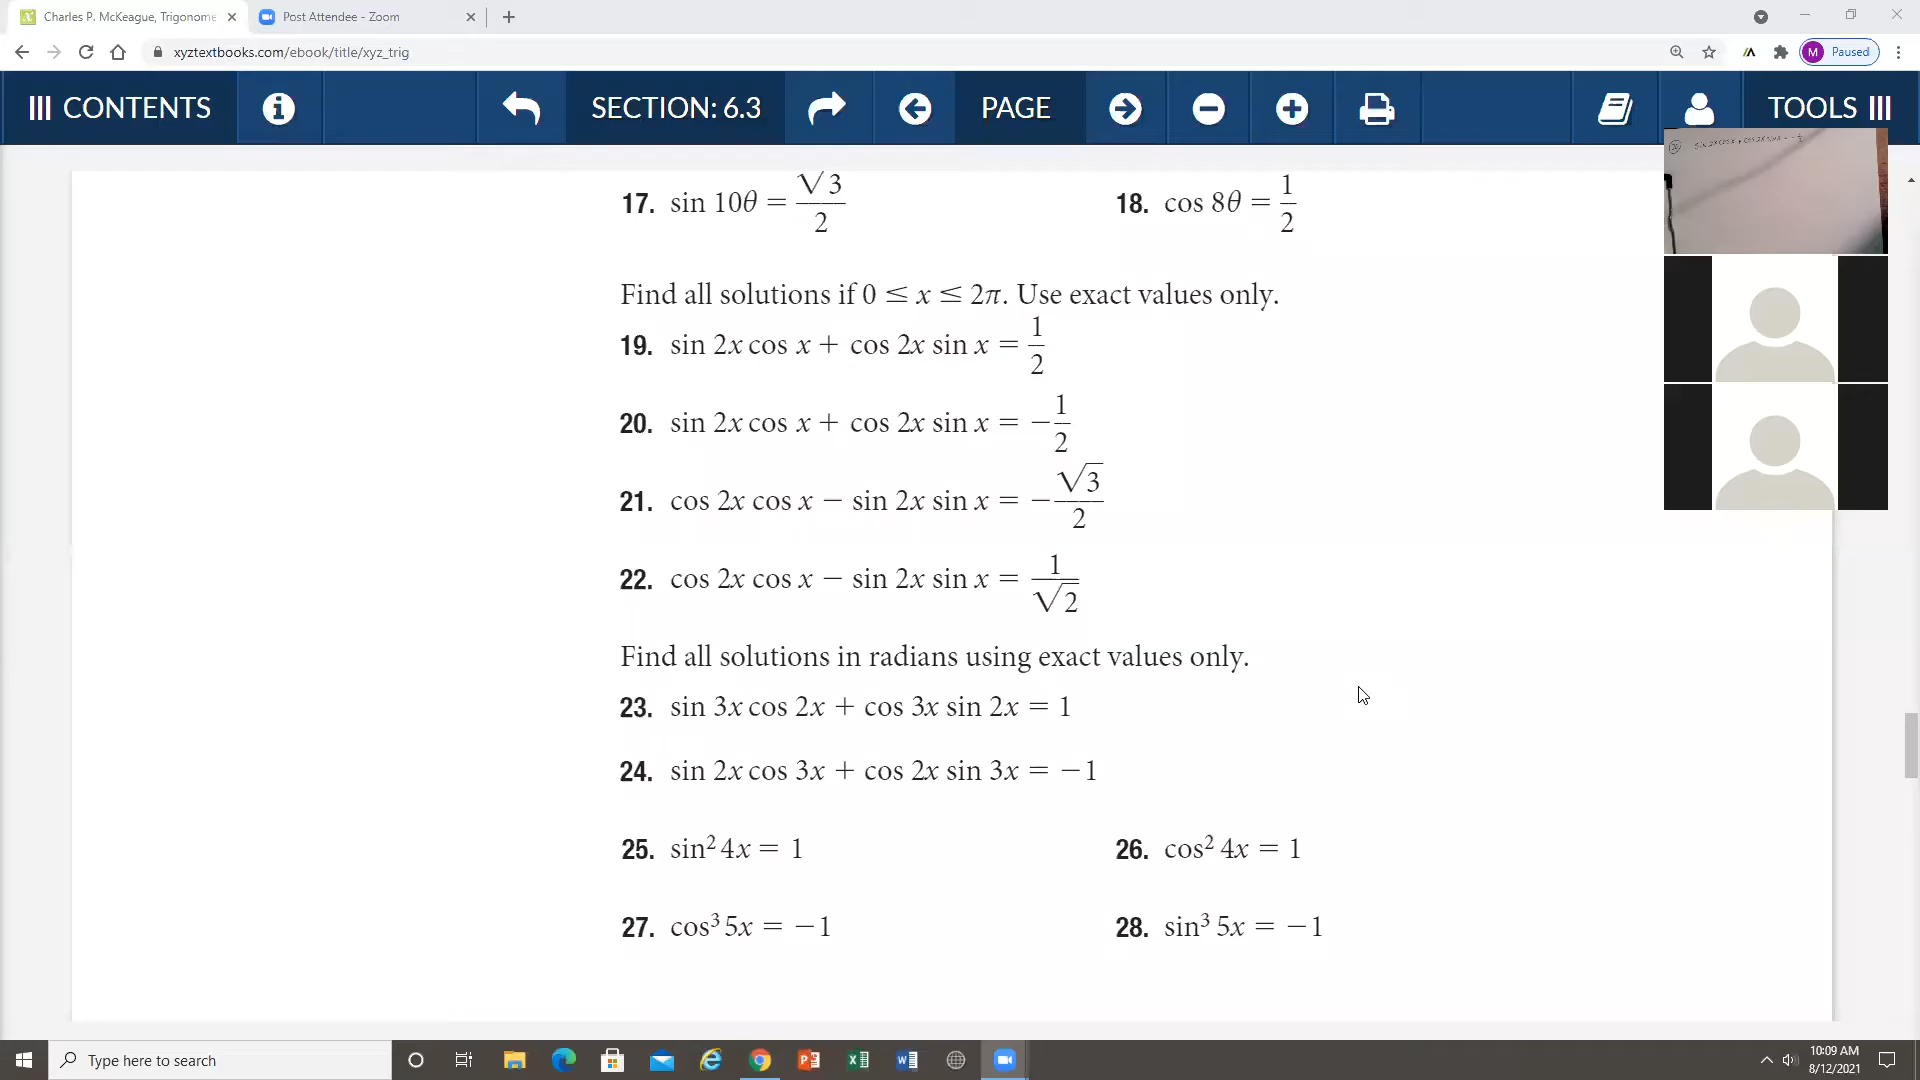 Charles P. McKeague, Trigonome
Post Attendee - Zoom
xyztextbooks.com/ebook/title/xyz_trig
M Paused
CONTENTS
SECTION: 6.3
PAGE
TOOLS
17. sin 10θ = √3/2
18. cos 8θ = 1/2
Find all solutions if 0 ≤ x ≤ 2π. Use exact values only.
19. sin 2x cos x + cos 2x sin x = 1/2
20. sin 2x cos x + cos 2x sin x = −1/2
21. cos 2x cos x − sin 2x sin x = −√3/2
22. cos 2x cos x − sin 2x sin x = 1/√2
Find all solutions in radians using exact values only.
23. sin 3x cos 2x + cos 3x sin 2x = 1
24. sin 2x cos 3x + cos 2x sin 3x = −1
25. sin² 4x = 1
26. cos² 4x = 1
27. cos³ 5x = −1
28. sin³ 5x = −1
Type here to search
10:09 AM
8/12/2021